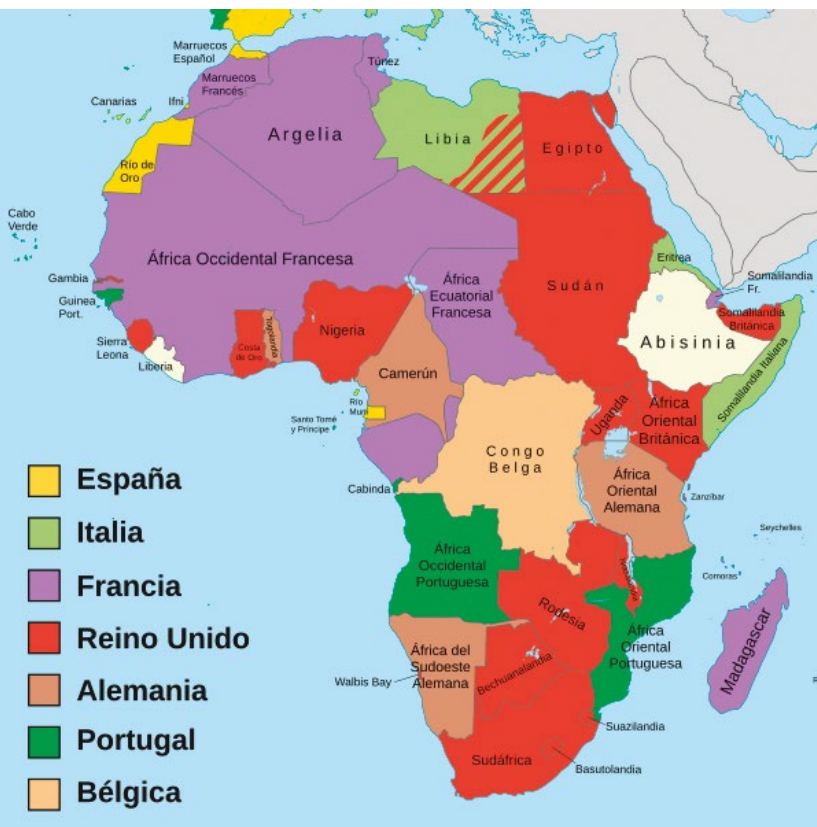 Marruecos
Español
Marruecos
Francés
Túnez
Canarias
Ifni
Argelia
Libia
Egipto
Río de
Oro
Cabo
Verde
África Occidental Francesa
África
Ecuatorial
Francesa
Sudán
Eritrea
Somalilandia
Fr.
Gambia
Guinea
Port.
Nigeria
Somalilandia
Británica
Sierra
Leona
Liberia
Costa
de Oro
Togolandia
Abisinia
Camerún
Somalilandia Italiana
Río
Muni
Santo Tomé
y Príncipe
Uganda
África
Oriental
Británica
Congo
Belga
Cabinda
África
Oriental
Alemana
Zanzíbar
Seychelles
España
Italia
Francia
Reino Unido
Alemania
Portugal
Bélgica
África
Occidental
Portuguesa
Comoras
Rodesia
África
Oriental
Portuguesa
Madagascar
África del
Sudoeste
Alemana
Walbis Bay
Bechuanalandia
Suazilandia
Sudáfrica
Basutolandia